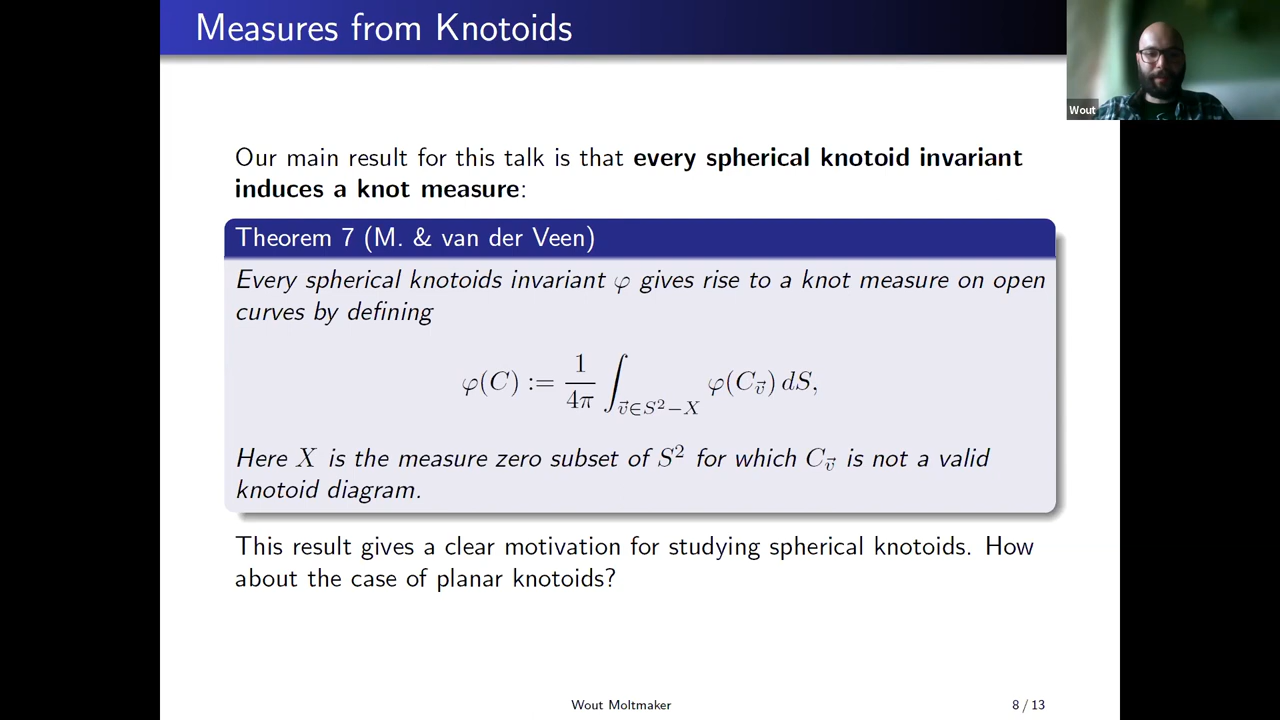 Measures from Knotoids
Wout
Our main result for this talk is that every spherical knotoid invariant
induces a knot measure:
Theorem 7 (M. & van der Veen)
Every spherical knotoids invariant φ gives rise to a knot measure on open
curves by defining
φ(C) := 1/4π ∫_{v⃗∈S²−X} φ(C_v⃗) dS,
Here X is the measure zero subset of S² for which C_v⃗ is not a valid
knotoid diagram.
This result gives a clear motivation for studying spherical knotoids. How
about the case of planar knotoids?
Wout Moltmaker
8 / 13